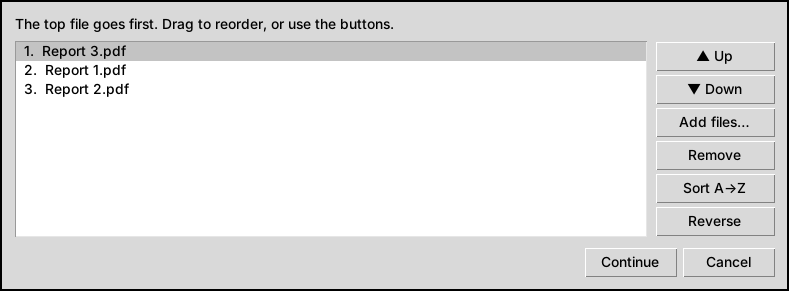 The top file goes first. Drag to reorder, or use the buttons.
1. Report 3.pdf
2. Report 1.pdf
3. Report 2.pdf
▲ Up
▼ Down
Add files...
Remove
Sort A→Z
Reverse
Continue
Cancel